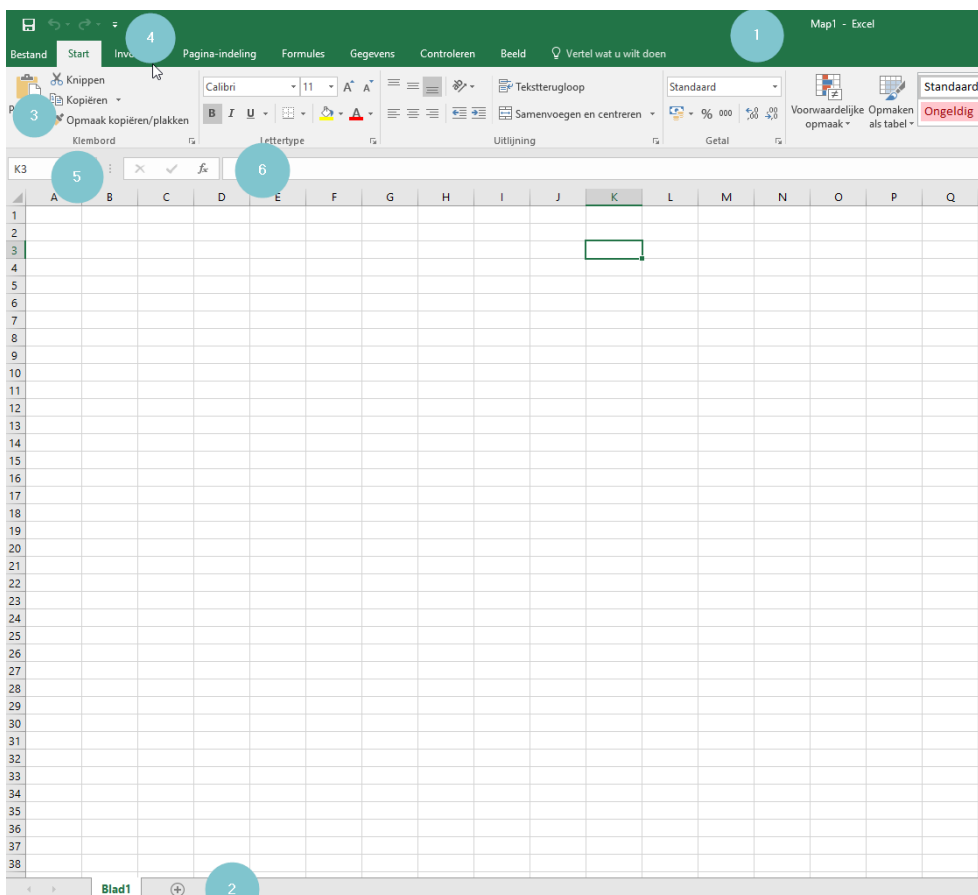 Map1 - Excel
4
1
Bestand Start Pagina-indeling Formules Gegevens Controleren Beeld Vertel wat u wilt doen
Knippen
Kopiëren
Opmaak kopiëren/plakken
3
Klembord
Calibri 11
B I U
Lettertype
Tekstterugloop
Samenvoegen en centreren
Uitlijning
Standaard
% 000
Getal
Voorwaardelijke opmaak
Opmaken als tabel
Standaard
Ongeldig
K3
5
fx
6
A B C D E F G H I J K L M N O P Q
1
2
3
4
5
6
7
8
9
10
11
12
13
14
15
16
17
18
19
20
21
22
23
24
25
26
27
28
29
30
31
32
33
34
35
36
37
38
Blad1
2